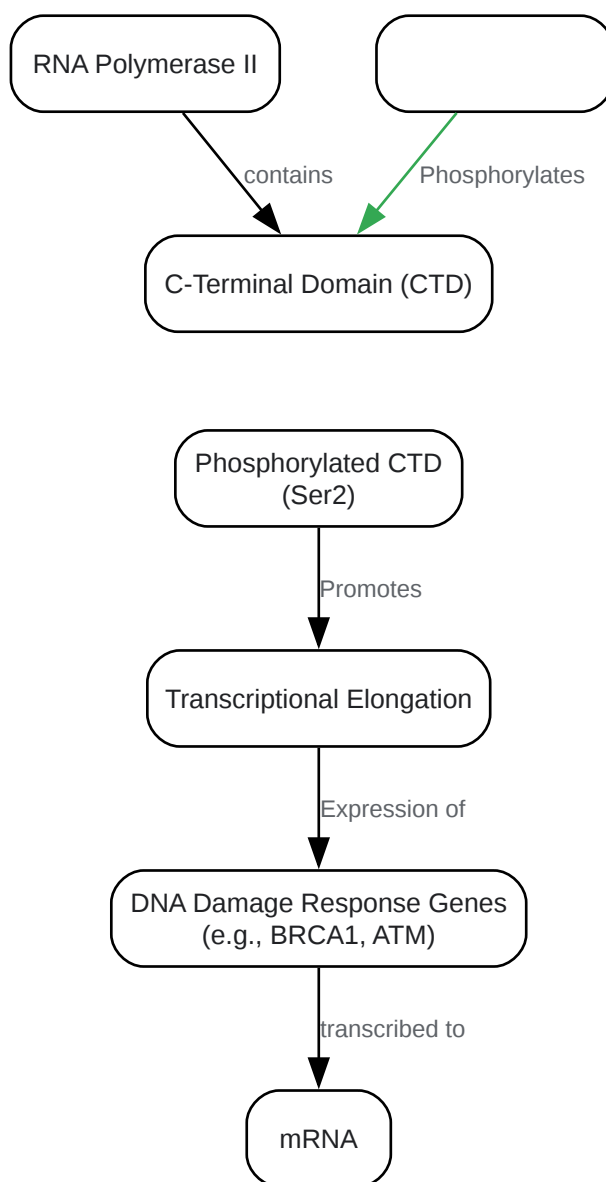 RNA Polymerase II
contains
Phosphorylates
C-Terminal Domain (CTD)
Phosphorylated CTD
(Ser2)
Promotes
Transcriptional Elongation
Expression of
DNA Damage Response Genes
(e.g., BRCA1, ATM)
transcribed to
mRNA